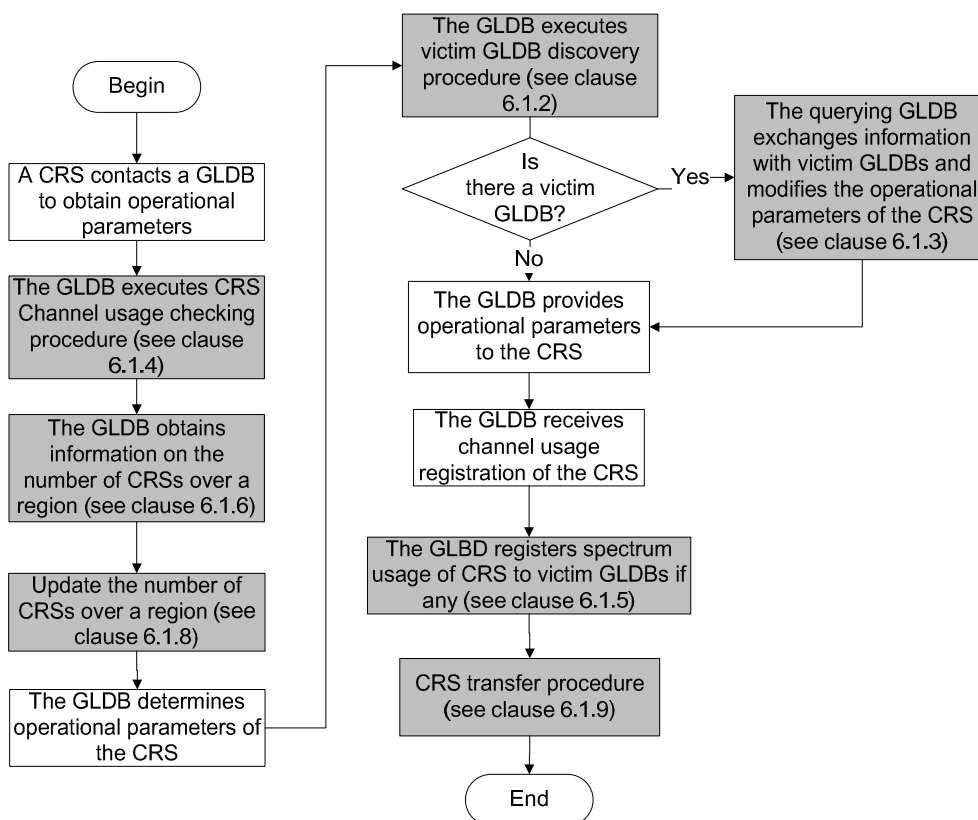 Begin
A CRS contacts a GLDB
to obtain operational
parameters
The GLDB executes CRS
Channel usage checking
procedure (see clause
6.1.4)
The GLDB obtains
information on the
number of CRSs over a
region (see clause 6.1.6)
Update the number of
CRSs over a region (see
clause 6.1.8)
The GLDB determines
operational parameters of
the CRS
The GLDB executes
victim GLDB discovery
procedure (see clause
6.1.2)
Is
there a victim
GLDB?
Yes
The querying GLDB
exchanges information
with victim GLDBs and
modifies the operational
parameters of the CRS
(see clause 6.1.3)
No
The GLDB provides
operational parameters
to the CRS
The GLDB receives
channel usage
registration of the CRS
The GLBD registers spectrum
usage of CRS to victim GLDBs if
any (see clause 6.1.5)
CRS transfer procedure
(see clause 6.1.9)
End